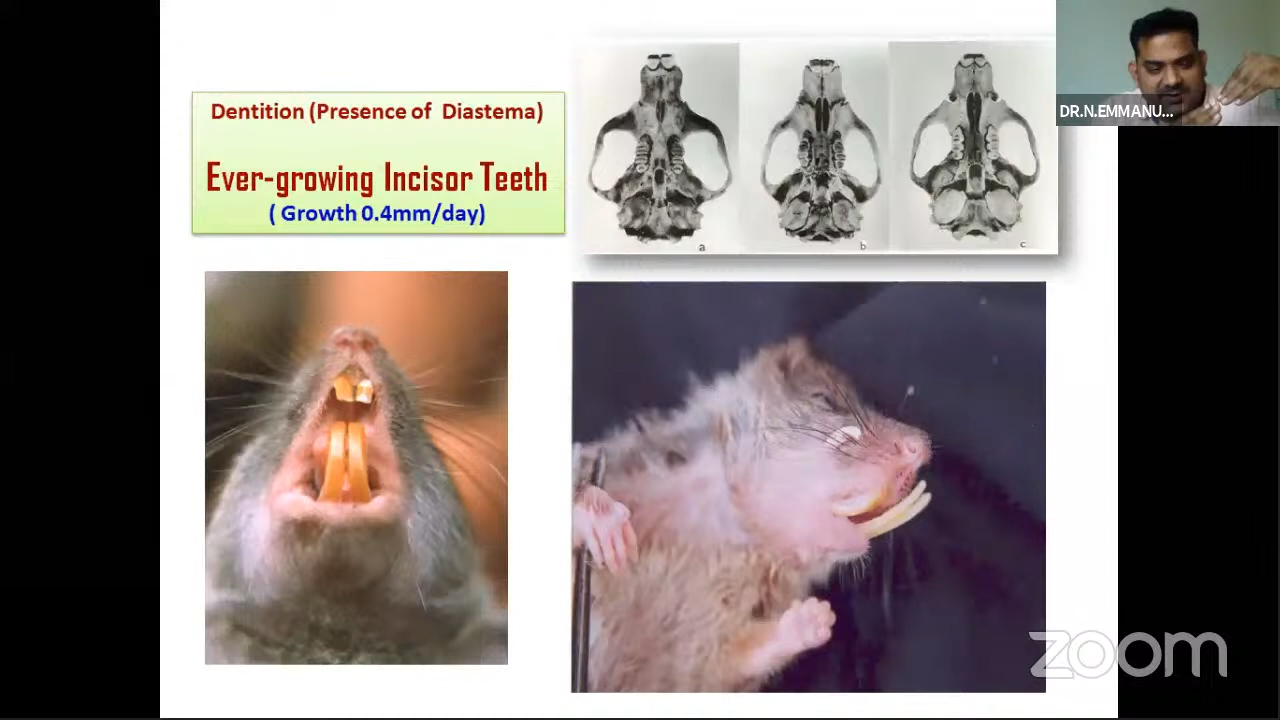 Dentition (Presence of Diastema)
Ever-growing Incisor Teeth
( Growth 0.4mm/day)
a
b
c
DR.N.EMMANU...
zoom